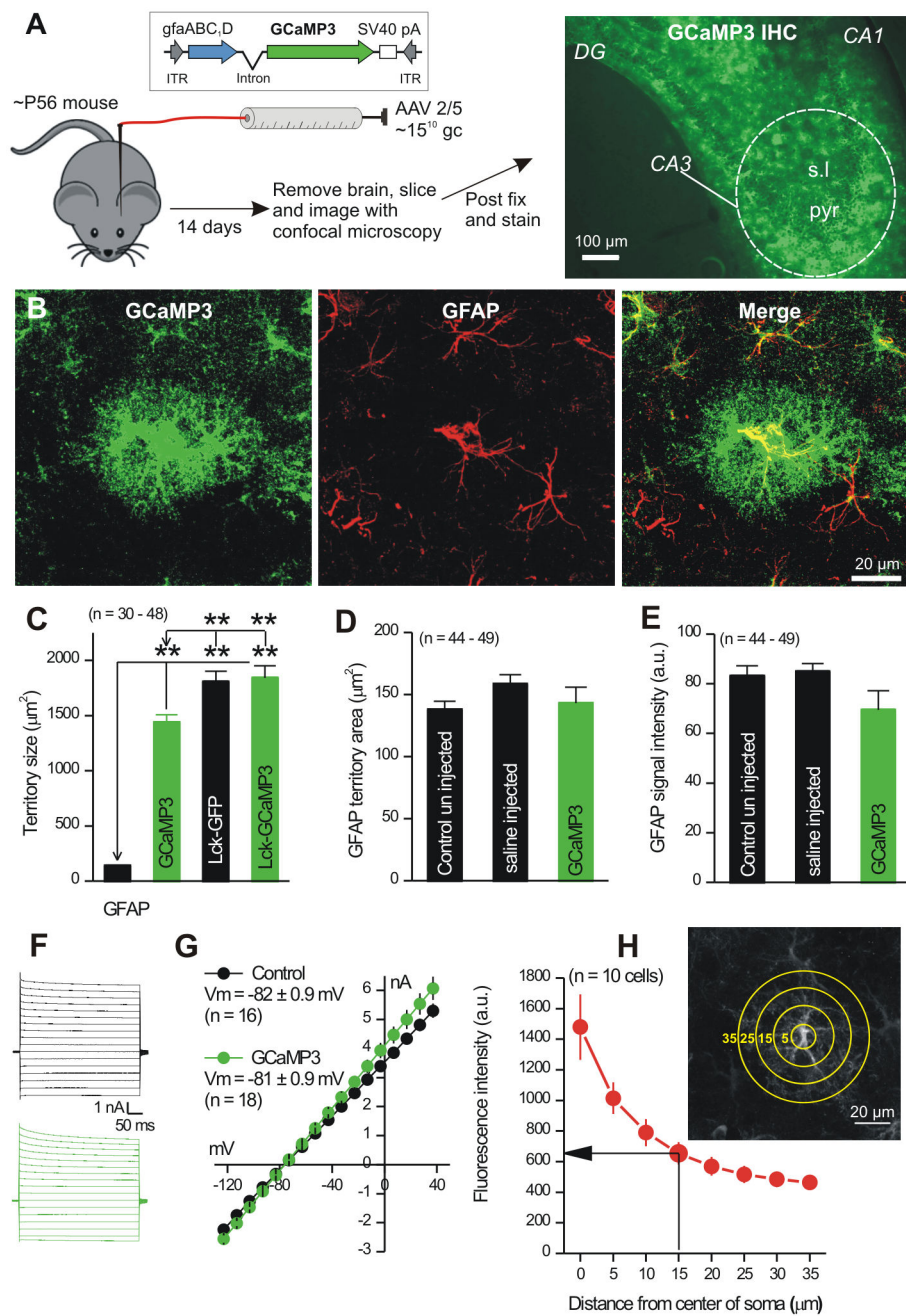 A
gfaABC₁D
GCaMP3
SV40 pA
ITR
Intron
ITR
~P56 mouse
AAV 2/5
~15¹⁰ gc
14 days
Remove brain, slice
and image with
confocal microscopy
Post fix
and stain
GCaMP3 IHC
DG
CA1
CA3
s.l
pyr
100 µm
B
GCaMP3
GFAP
Merge
20 µm
C
(n = 30 - 48)
** ** **
** ** **
Territory size (µm²)
2000
1500
1000
500
0
GFAP
GCaMP3
Lck-GFP
Lck-GCaMP3
D
(n = 44 - 49)
GFAP territory area (µm²)
200
150
100
50
0
Control un injected
saline injected
GCaMP3
E
(n = 44 - 49)
GFAP signal intensity (a.u.)
100
80
60
40
20
0
Control un injected
saline injected
GCaMP3
F
1 nA
50 ms
G
Control
Vm = -82 ± 0.9 mV
(n = 16)
GCaMP3
Vm = -81 ± 0.9 mV
(n = 18)
nA
6
5
4
3
2
1
0
-1
-2
-3
mV
-120 -80 -40 0 40
H
(n = 10 cells)
Fluorescence intensity (a.u.)
1800
1600
1400
1200
1000
800
600
400
200
0
0 5 10 15 20 25 30 35
Distance from center of soma (µm)
35 25 15 5
20 µm